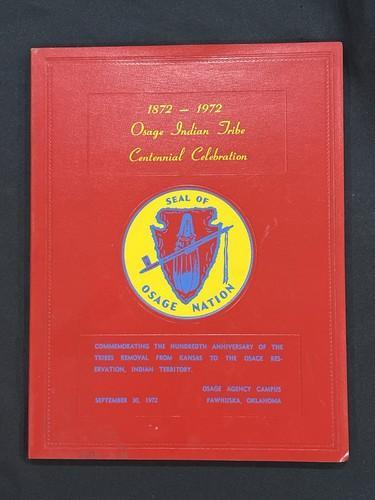 1872 — 1972
Osage Indian Tribe
Centennial Celebration
SEAL OF
OSAGE NATION
COMMEMORATING THE HUNDREDTH ANNIVERSARY OF THE
TRIBES REMOVAL FROM KANSAS TO THE OSAGE RES-
ERVATION, INDIAN TERRITORY.
OSAGE AGENCY CAMPUS
SEPTEMBER 30, 1972 PAWHUSKA, OKLAHOMA